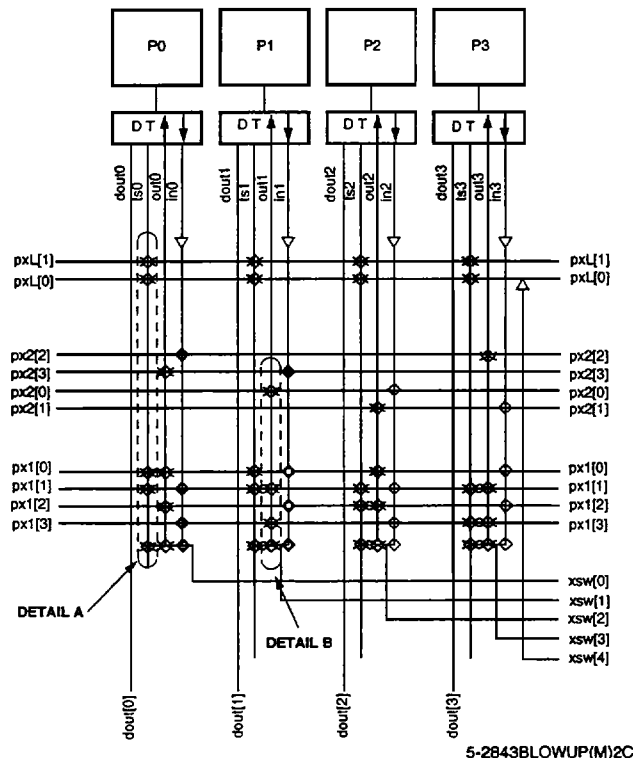 P0 P1 P2 P3
D T D T D T D T
dout0 ts0 out0 in0 dout1 ts1 out1 in1 dout2 ts2 out2 in2 dout3 ts3 out3 in3
pxL[1] pxL[1]
pxL[0] pxL[0]
px2[2] px2[2]
px2[3] px2[3]
px2[0] px2[0]
px2[1] px2[1]
px1[0] px1[0]
px1[1] px1[1]
px1[2] px1[2]
px1[3] px1[3]
xsw[0]
DETAIL A xsw[1]
xsw[2]
DETAIL B xsw[3]
xsw[4]
dout[0] dout[1] dout[2] dout[3]
5-2843BLOWUP(M)2C